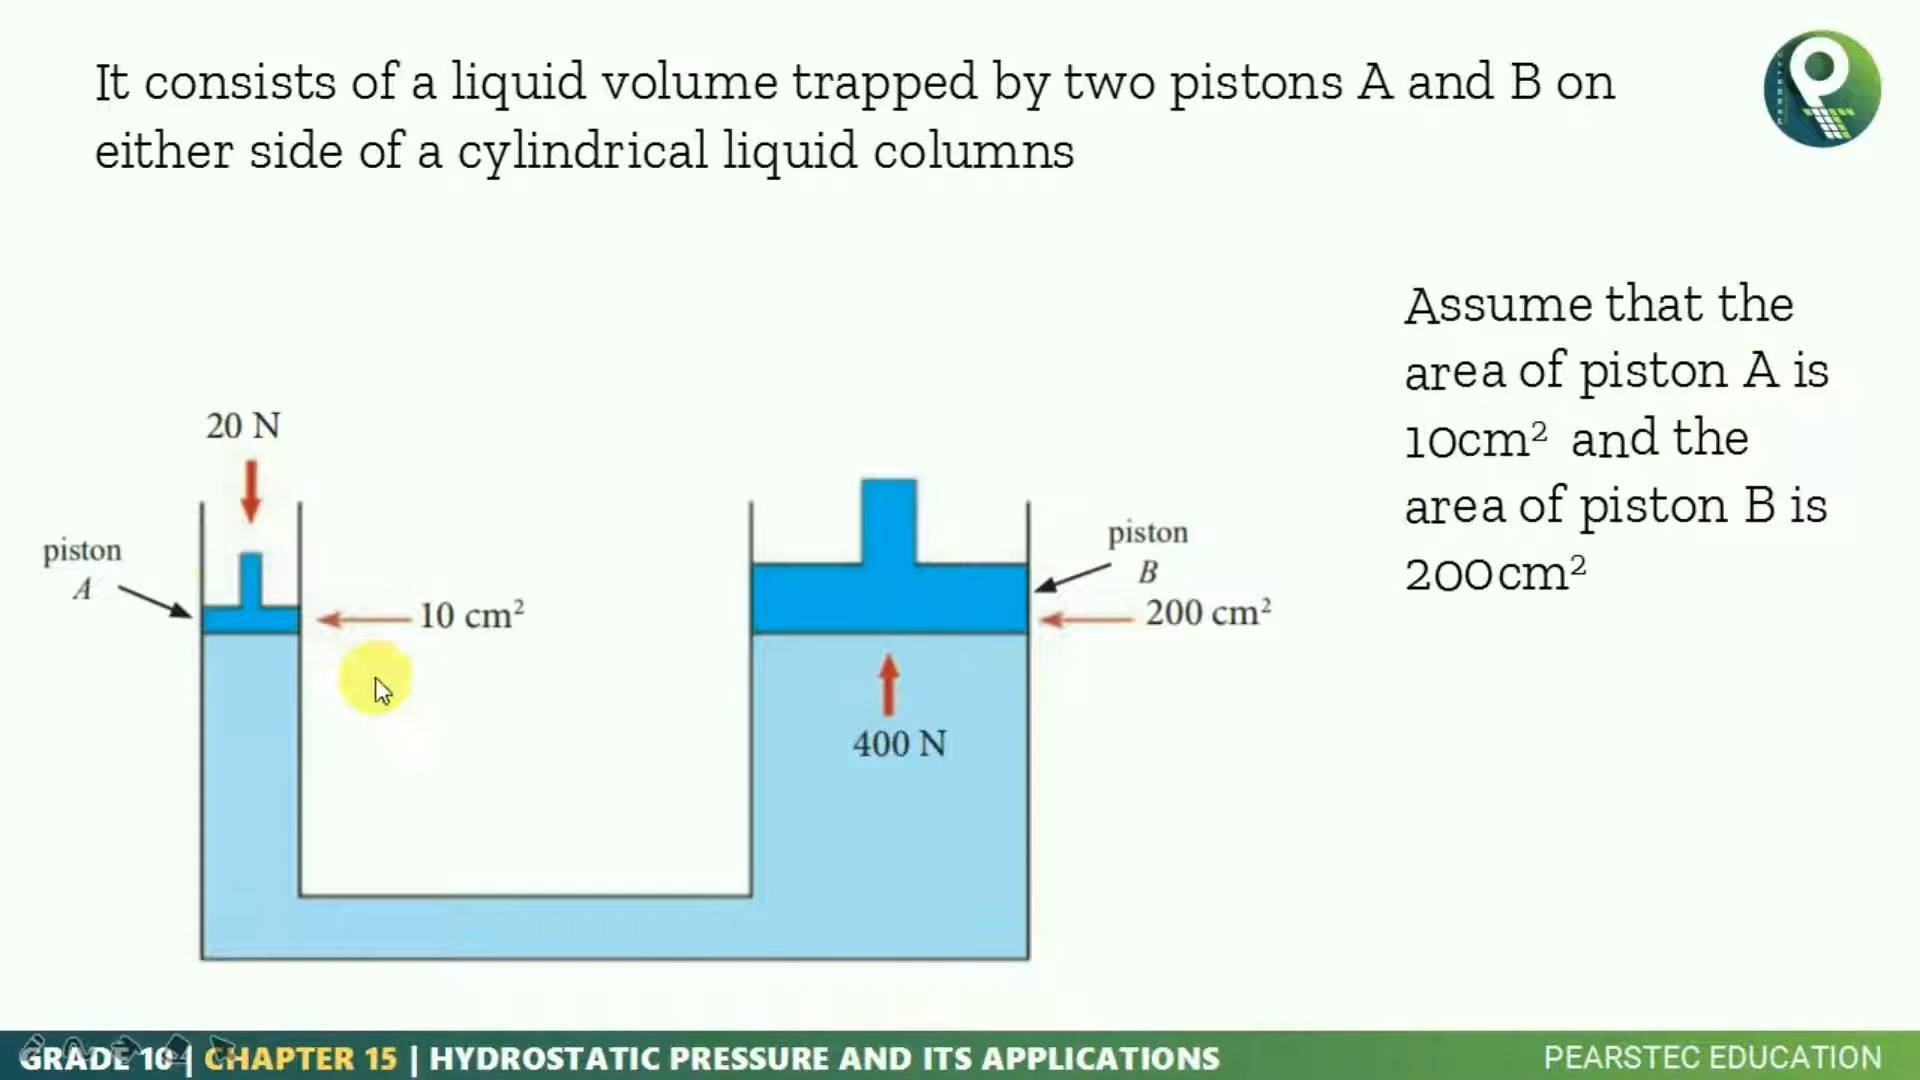 It consists of a liquid volume trapped by two pistons A and B on
either side of a cylindrical liquid columns
Assume that the
area of piston A is
10cm² and the
area of piston B is
200cm²
20 N
piston
A
10 cm²
piston
B
200 cm²
400 N
GRADE 10 | CHAPTER 15 | HYDROSTATIC PRESSURE AND ITS APPLICATIONS
PEARSTEC EDUCATION